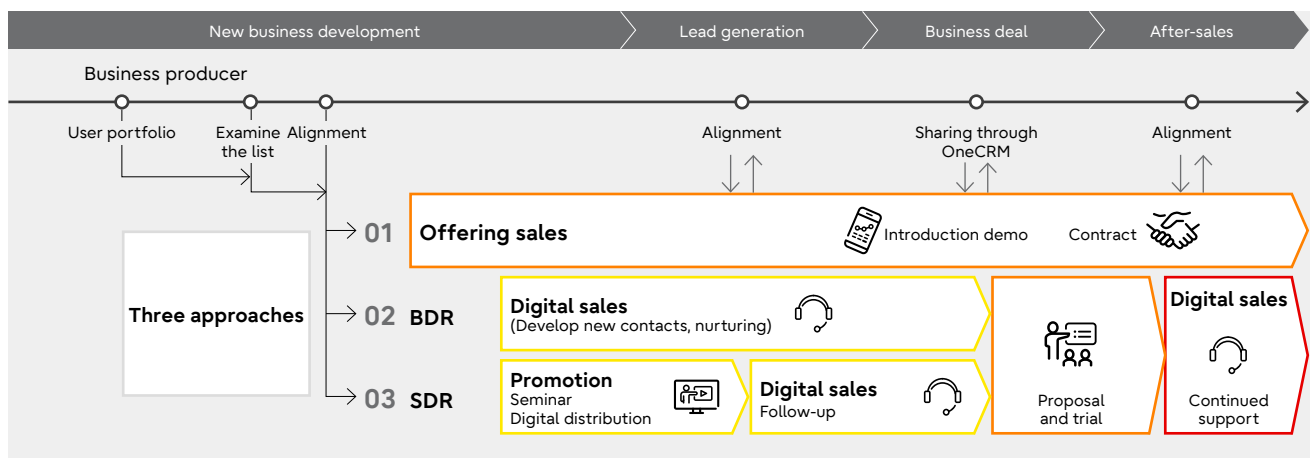 New business development
Lead generation
Business deal
After-sales
Business producer
User portfolio
Examine
the list
Alignment
Alignment
Sharing through
OneCRM
Alignment
Three approaches
01
Offering sales
Introduction demo
Contract
02 BDR
Digital sales
(Develop new contacts, nurturing)
03 SDR
Promotion
Seminar
Digital distribution
Digital sales
Follow-up
Proposal
and trial
Digital sales
Continued
support